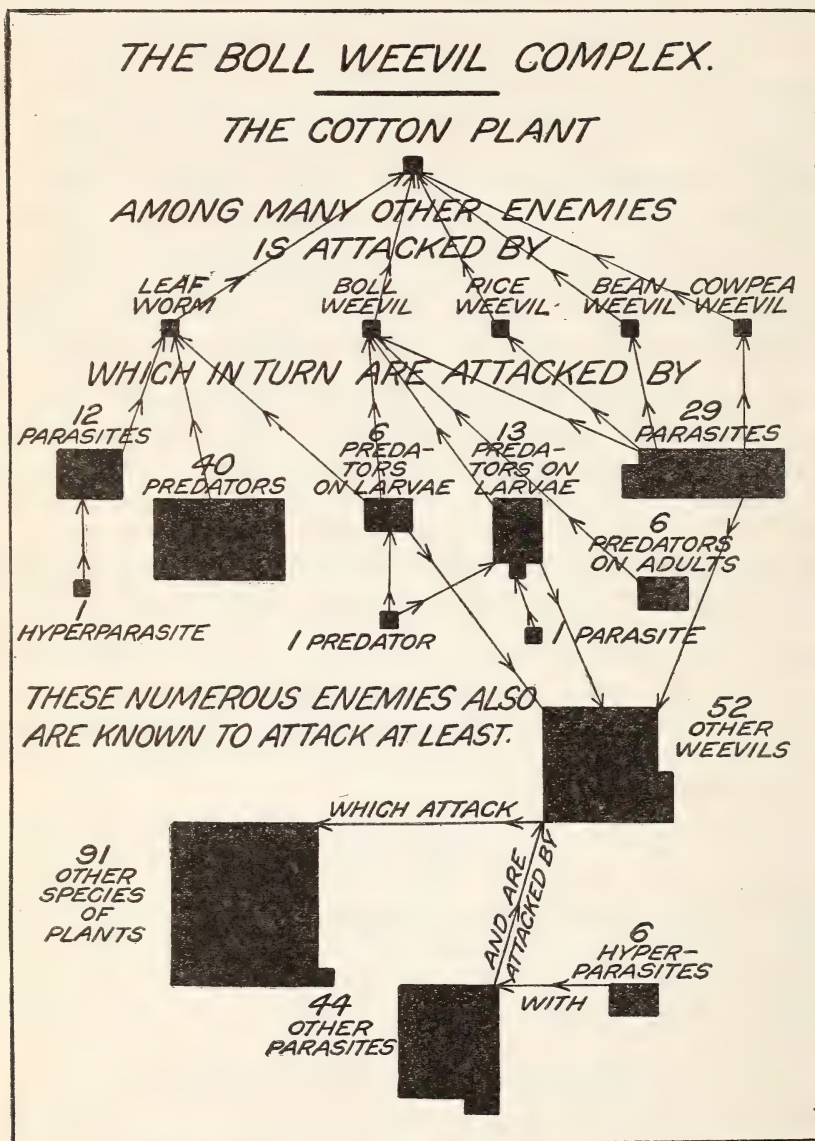 THE BOLL WEEVIL COMPLEX.
THE COTTON PLANT
AMONG MANY OTHER ENEMIES
IS ATTACKED BY
LEAF
WORM
BOLL
WEEVIL
RICE
WEEVIL
BEAN
WEEVIL
COWPEA
WEEVIL
WHICH IN TURN ARE ATTACKED BY
12
PARASITES
40
PREDATORS
6
PREDA-
TORS
ON LARVAE
13
PREDA-
TORS ON
LARVAE
29
PARASITES
6
PREDATORS
ON ADULTS
1
HYPERPARASITE
1 PREDATOR
1 PARASITE
THESE NUMEROUS ENEMIES ALSO
ARE KNOWN TO ATTACK AT LEAST.
52
OTHER
WEEVILS
WHICH ATTACK
91
OTHER
SPECIES
OF
PLANTS
AND ARE
ATTACKED BY
44
OTHER
PARASITES
WITH
6
HYPER-
PARASITES